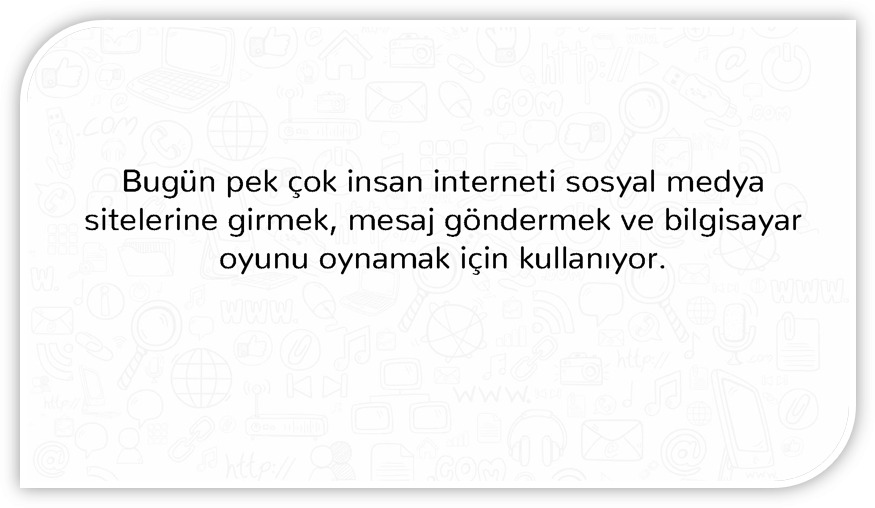 Bugün pek çok insan interneti sosyal medya
sitelerine girmek, mesaj göndermek ve bilgisayar
oyunu oynamak için kullanıyor.